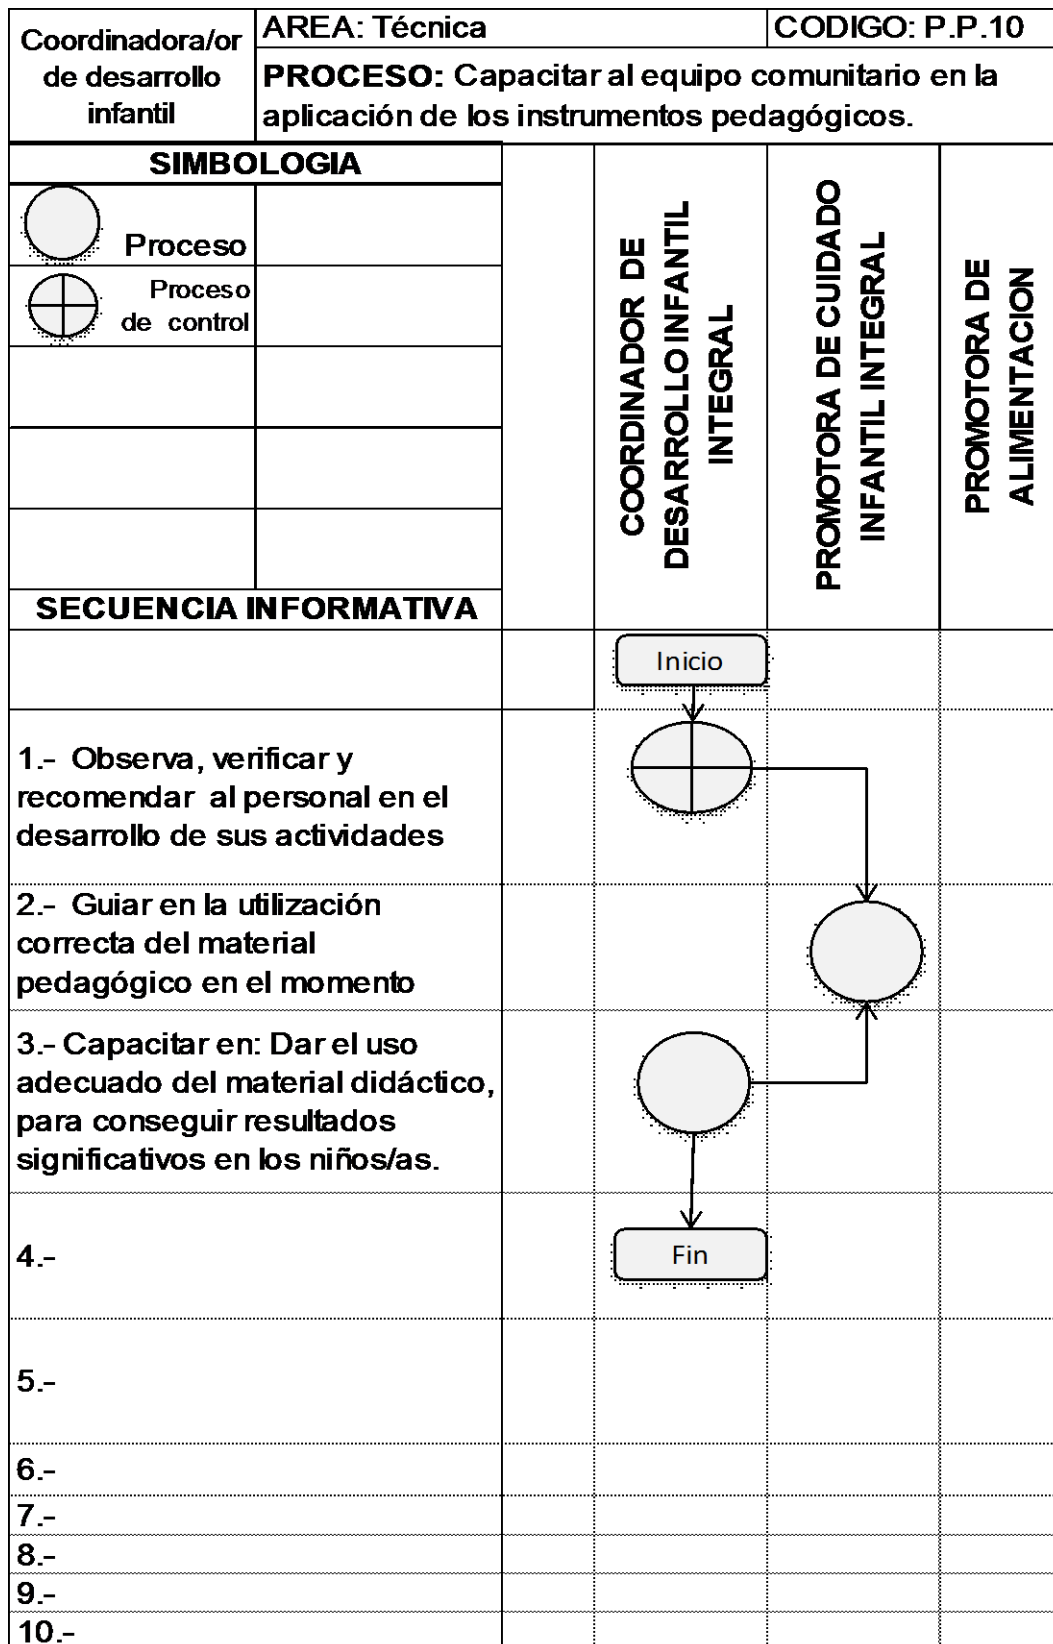 Coordinadora/or
de desarrollo
infantil
AREA: Técnica
CODIGO: P.P.10
PROCESO: Capacitar al equipo comunitario en la
aplicación de los instrumentos pedagógicos.
SIMBOLOGIA
Proceso
Proceso
de control
COORDINADOR DE
DESARROLLO INFANTIL
INTEGRAL
PROMOTORA DE CUIDADO
INFANTIL INTEGRAL
PROMOTORA DE
ALIMENTACION
SECUENCIA INFORMATIVA
Inicio
1.- Observa, verificar y
recomendar al personal en el
desarrollo de sus actividades
2.- Guiar en la utilización
correcta del material
pedagógico en el momento
3.- Capacitar en: Dar el uso
adecuado del material didáctico,
para conseguir resultados
significativos en los niños/as.
4.-
Fin
5.-
6.-
7.-
8.-
9.-
10.-